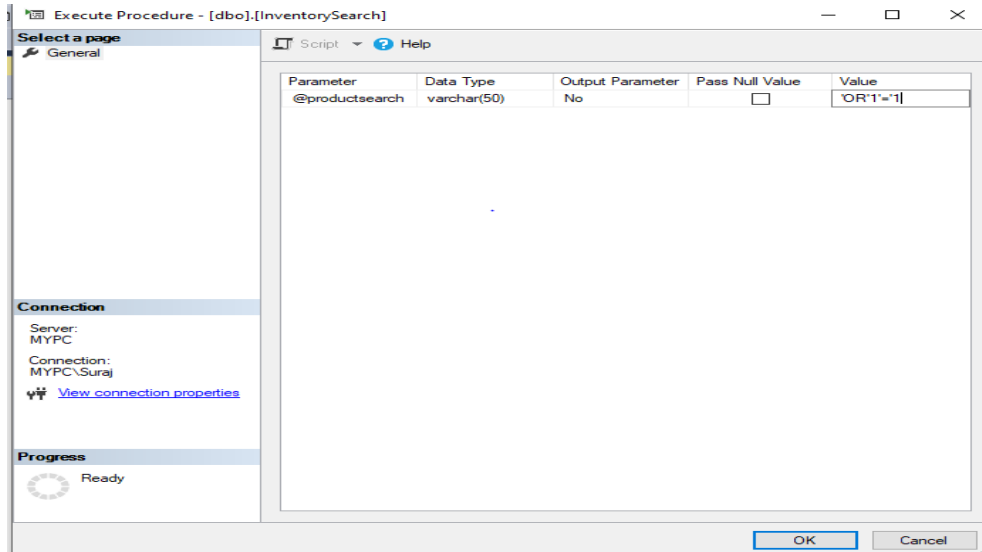 Execute Procedure - [dbo].[InventorySearch]
Select a page
General
Script Help
Parameter Data Type Output Parameter Pass Null Value Value
@productsearch varchar(50) No 'OR'1'='1
Connection
Server:
MYPC
Connection:
MYPC\Suraj
View connection properties
Progress
Ready
OK Cancel